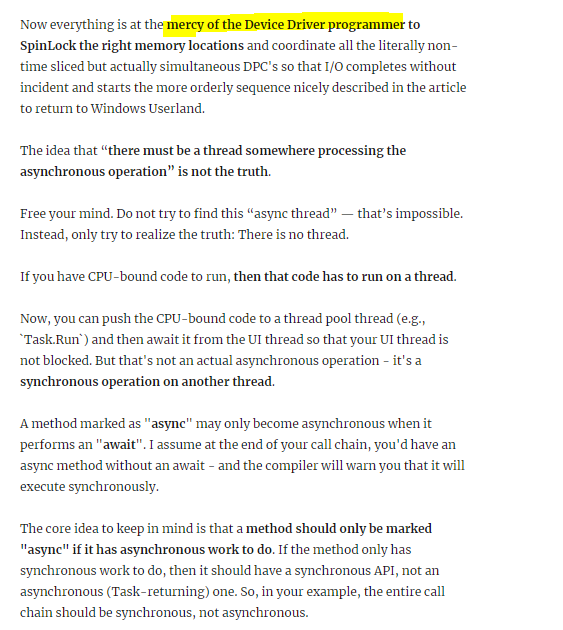 Now everything is at the mercy of the Device Driver programmer to
SpinLock the right memory locations and coordinate all the literally non-
time sliced but actually simultaneous DPC's so that I/O completes without
incident and starts the more orderly sequence nicely described in the article
to return to Windows Userland.
The idea that “there must be a thread somewhere processing the
asynchronous operation” is not the truth.
Free your mind. Do not try to find this “async thread” — that’s impossible.
Instead, only try to realize the truth: There is no thread.
If you have CPU-bound code to run, then that code has to run on a thread.
Now, you can push the CPU-bound code to a thread pool thread (e.g.,
`Task.Run`) and then await it from the UI thread so that your UI thread is
not blocked. But that's not an actual asynchronous operation - it's a
synchronous operation on another thread.
A method marked as "async" may only become asynchronous when it
performs an "await". I assume at the end of your call chain, you'd have an
async method without an await - and the compiler will warn you that it will
execute synchronously.
The core idea to keep in mind is that a method should only be marked
"async" if it has asynchronous work to do. If the method only has
synchronous work to do, then it should have a synchronous API, not an
asynchronous (Task-returning) one. So, in your example, the entire call
chain should be synchronous, not asynchronous.